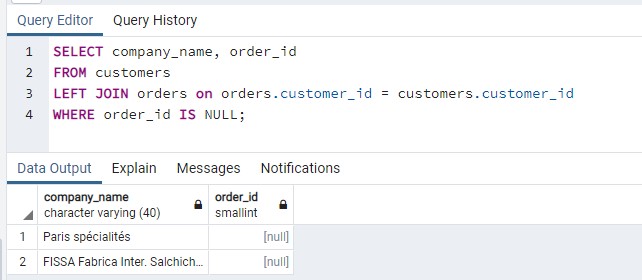 Query Editor Query History
1 SELECT company_name, order_id
2 FROM customers
3 LEFT JOIN orders on orders.customer_id = customers.customer_id
4 WHERE order_id IS NULL;
Data Output Explain Messages Notifications
company_name order_id
character varying (40) smallint
1 Paris spécialités [null]
2 FISSA Fabrica Inter. Salchich... [null]